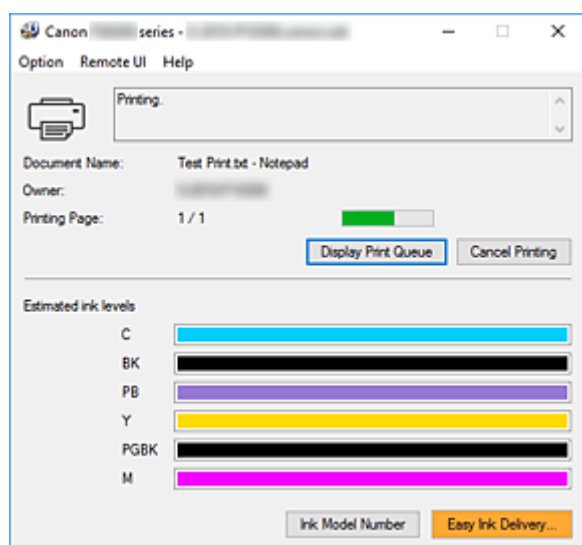 Canon series -
Option Remote UI Help
Printing.
Document Name: Test Print.txt - Notepad
Owner:
Printing Page: 1 / 1
Display Print Queue Cancel Printing
Estimated ink levels
C
BK
PB
Y
PGBK
M
Ink Model Number Easy Ink Delivery...